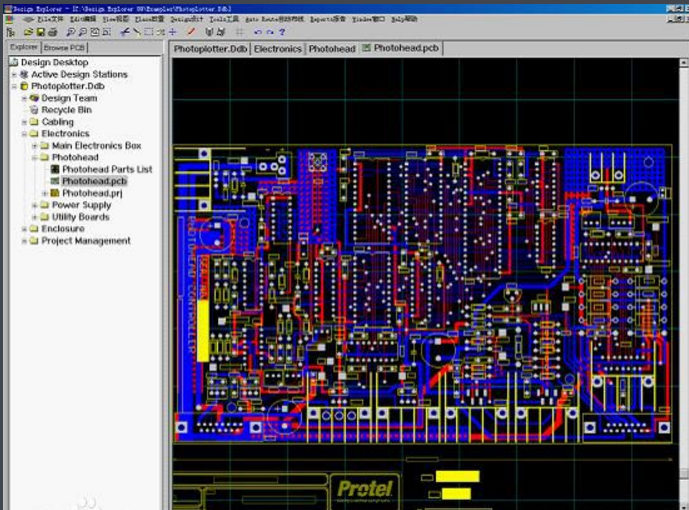 Design Explorer - [C:\Design Explorer 99\Examples\Photoplotter.Ddb]
File文件 Edit编辑 View视图 Place放置 Design设计 Tools工具 Auto Route自动布线 Reports报告 Window窗口 Help帮助
Explorer Browse PCB
Photoplotter.Ddb Electronics Photohead Photohead.pcb
Design Desktop
Active Design Stations
Photoplotter.Ddb
Design Team
Recycle Bin
Cabling
Electronics
Main Electronics Box
Photohead
Photohead Parts List
Photohead.pcb
Photohead.prj
Power Supply
Utility Boards
Enclosure
Project Management
PHOTOHEAD CONTROLLER
Protel